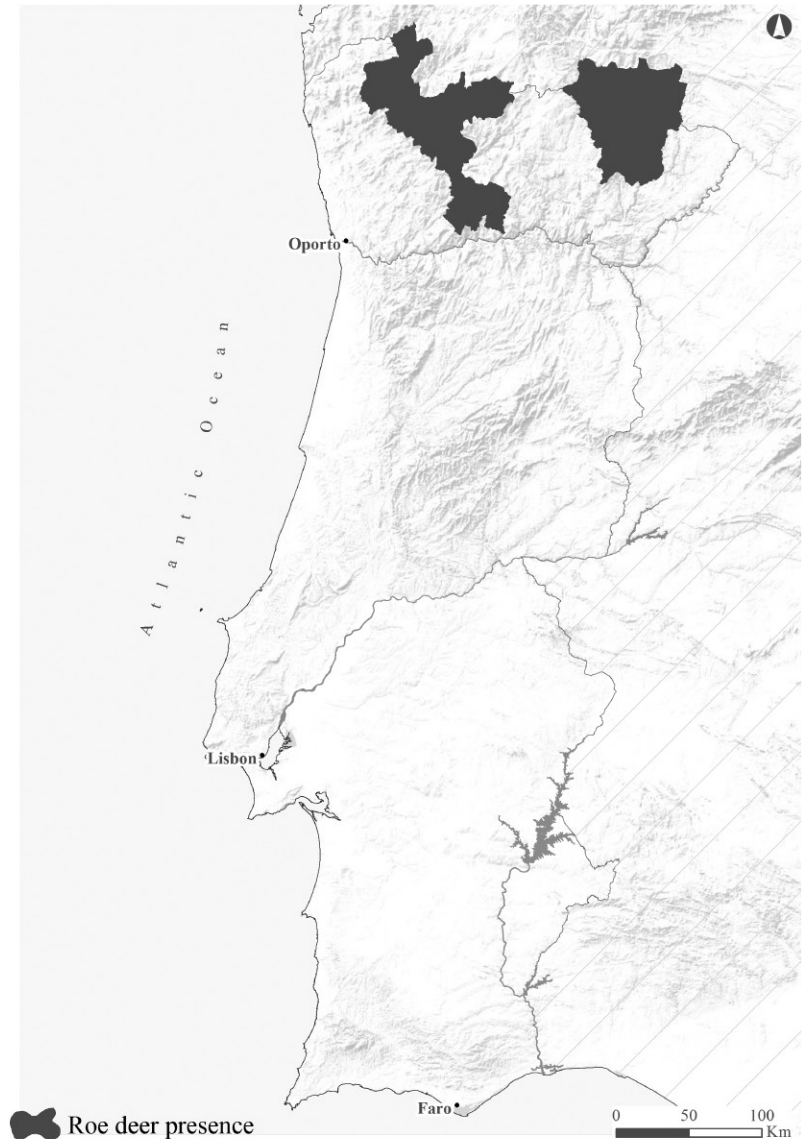 Oporto
Atlantic Ocean
Lisbon
Faro
Roe deer presence
0 50 100
Km